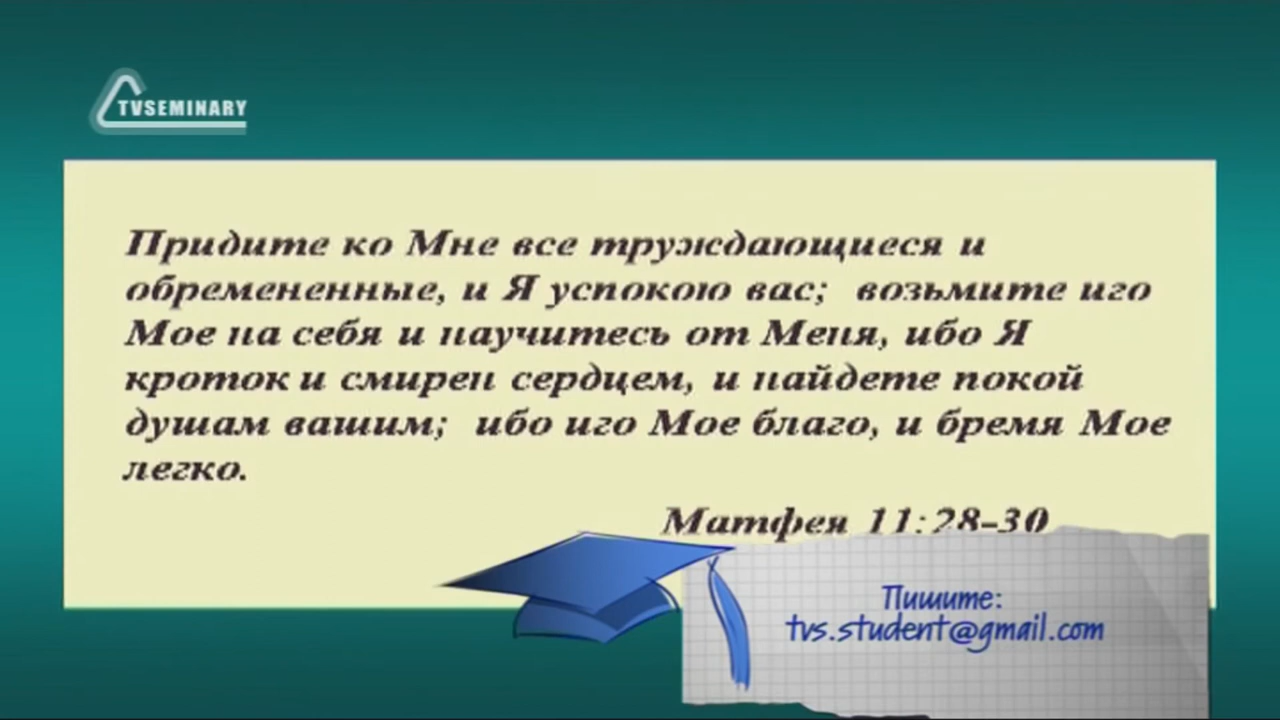 TVSEMINARY
Придите ко Мне все труждающиеся и
обремененные, и Я успокою вас; возьмите иго
Мое на себя и научитесь от Меня, ибо Я
кроток и смирен сердцем, и найдете покой
душам вашим; ибо иго Мое благо, и бремя Мое
легко.
Матфея 11:28-30
Пишите:
tvs.student@gmail.com